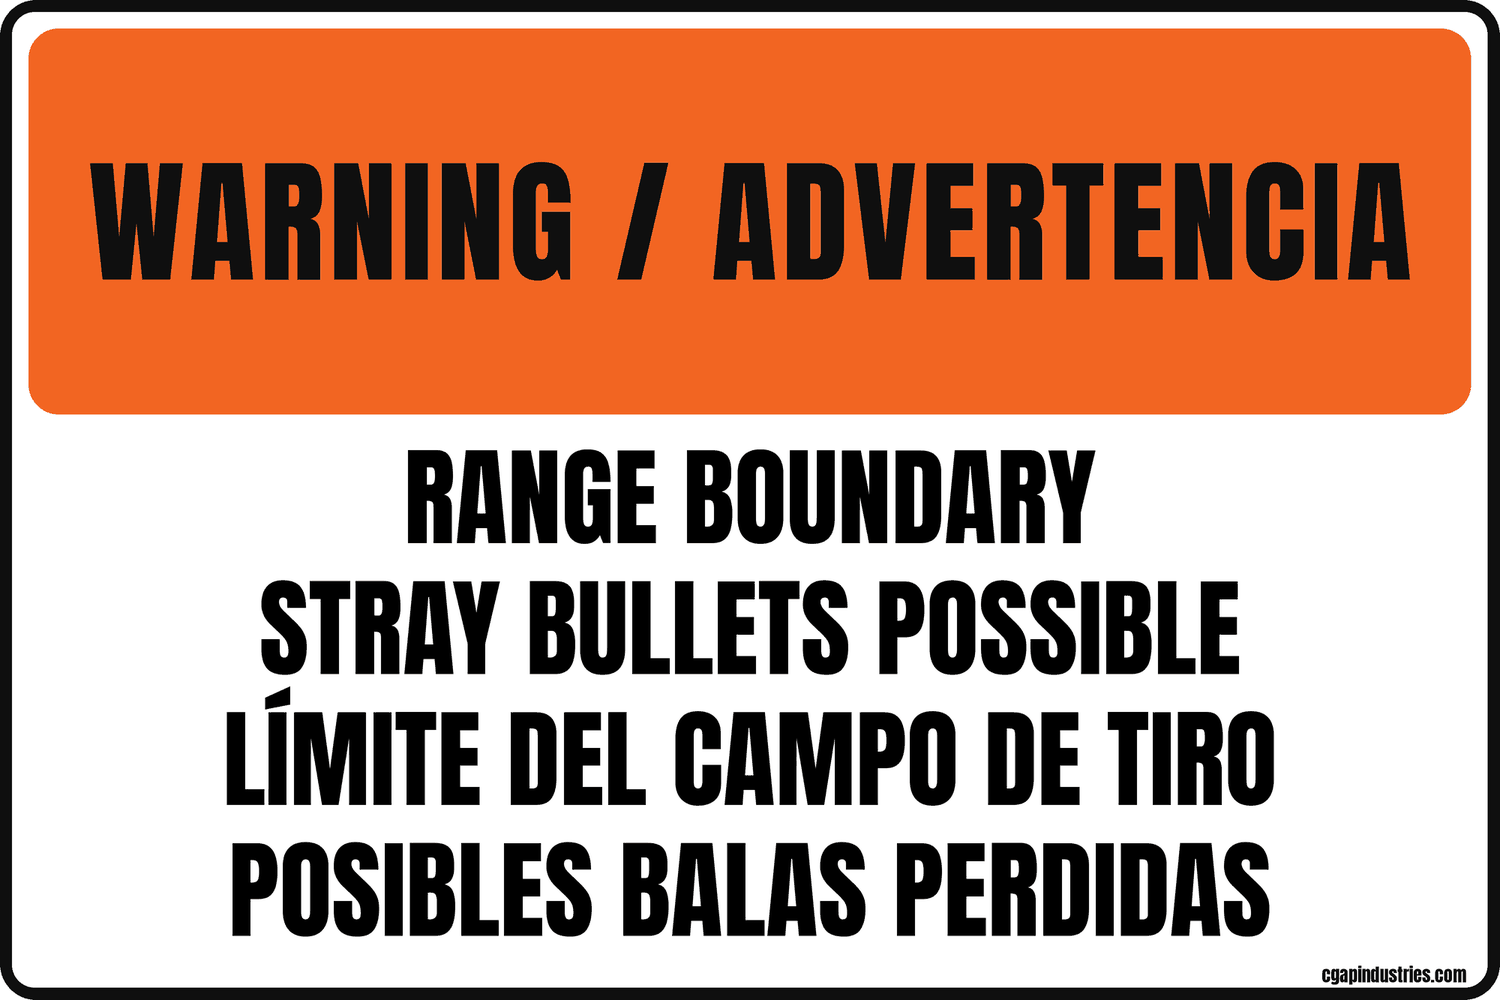 WARNING / ADVERTENCIA
RANGE BOUNDARY
STRAY BULLETS POSSIBLE
LÍMITE DEL CAMPO DE TIRO
POSIBLES BALAS PERDIDAS
cgapindustries.com